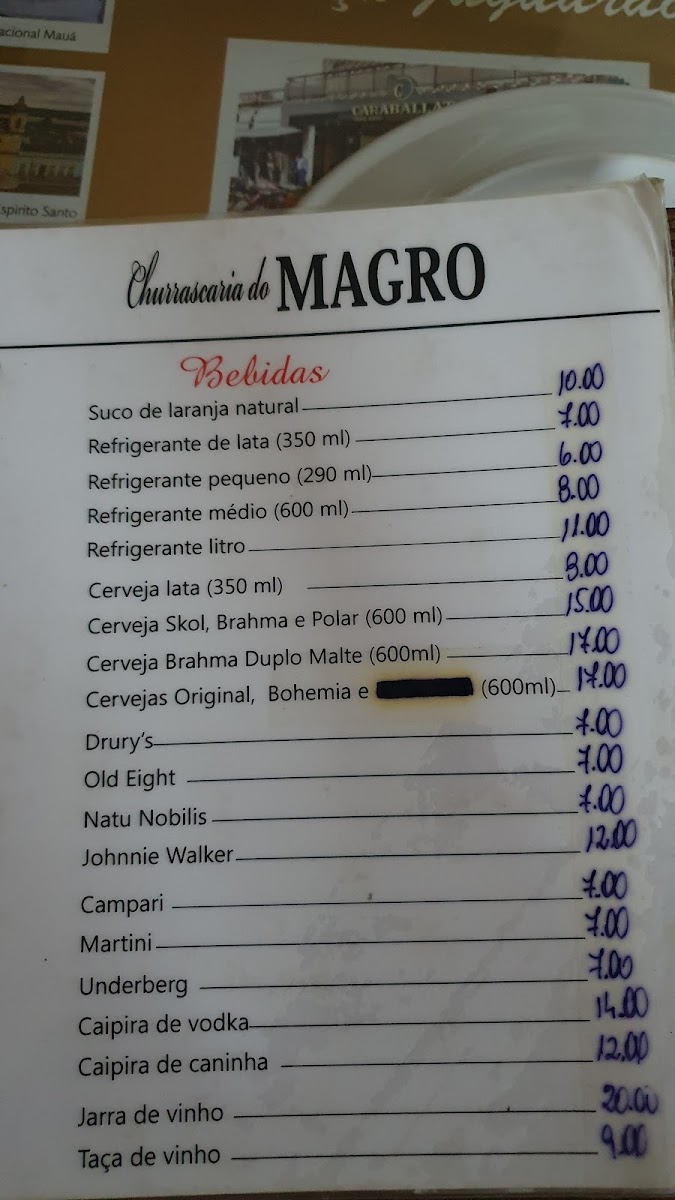 acional Mauá
CARABALLA
spirito Santo
Churrascaria do MAGRO
Bebidas
Suco de laranja natural 10.00
Refrigerante de lata (350 ml) 7.00
Refrigerante pequeno (290 ml) 6.00
Refrigerante médio (600 ml) 8.00
Refrigerante litro 11.00
Cerveja lata (350 ml) 8.00
Cerveja Skol, Brahma e Polar (600 ml) 15.00
Cerveja Brahma Duplo Malte (600ml) 17.00
Cervejas Original, Bohemia e (600ml) 17.00
Drury's 7.00
Old Eight 7.00
Natu Nobilis 7.00
Johnnie Walker 12.00
Campari 7.00
Martini 7.00
Underberg 7.00
Caipira de vodka 14.00
Caipira de caninha 12.00
Jarra de vinho 20.00
Taça de vinho 9.00